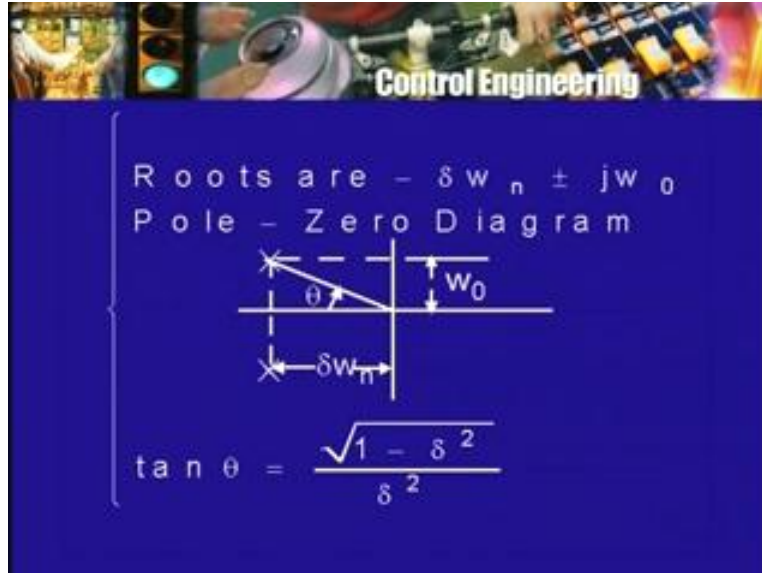 Control Engineering
Roots are – δw n ± jw 0
Pole – Zero Diagram
w0
θ
δwn
tan θ = √1 – δ 2
δ 2